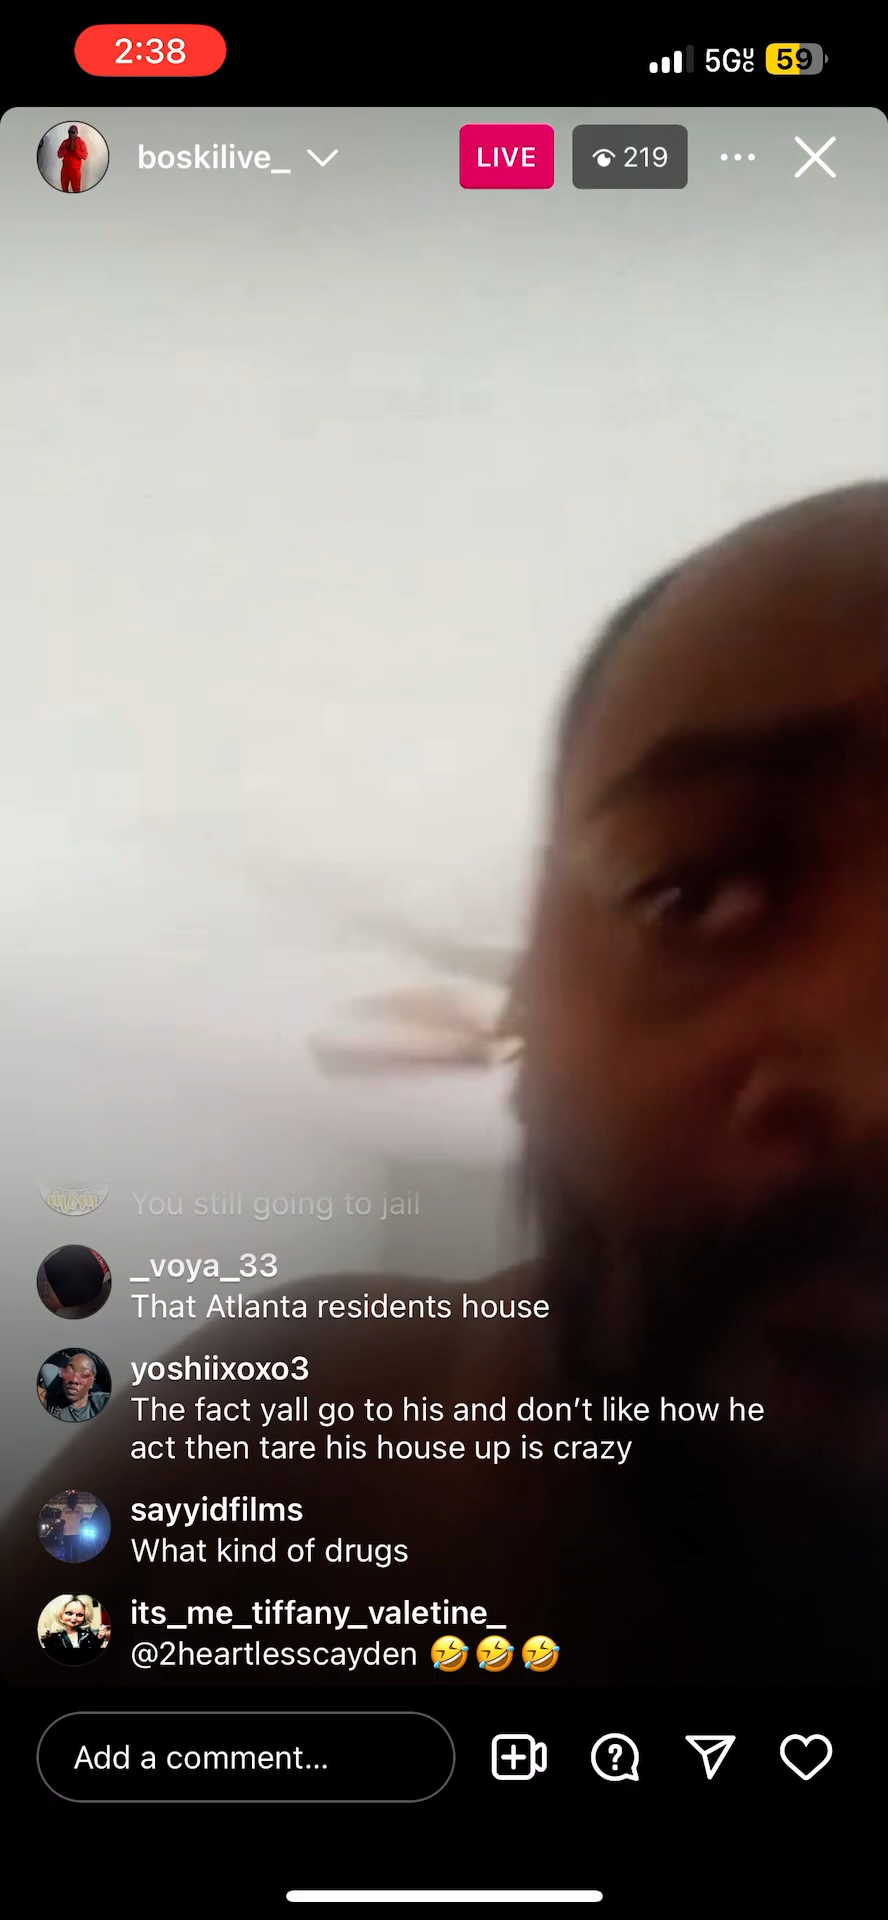 2:38
5GUC
59
boskilive_
LIVE
219
You still going to jail
_voya_33
That Atlanta residents house
yoshiixoxo3
The fact yall go to his and don’t like how he
act then tare his house up is crazy
sayyidfilms
What kind of drugs
its_me_tiffany_valetine_
@2heartlesscayden 🤣🤣🤣
Add a comment...